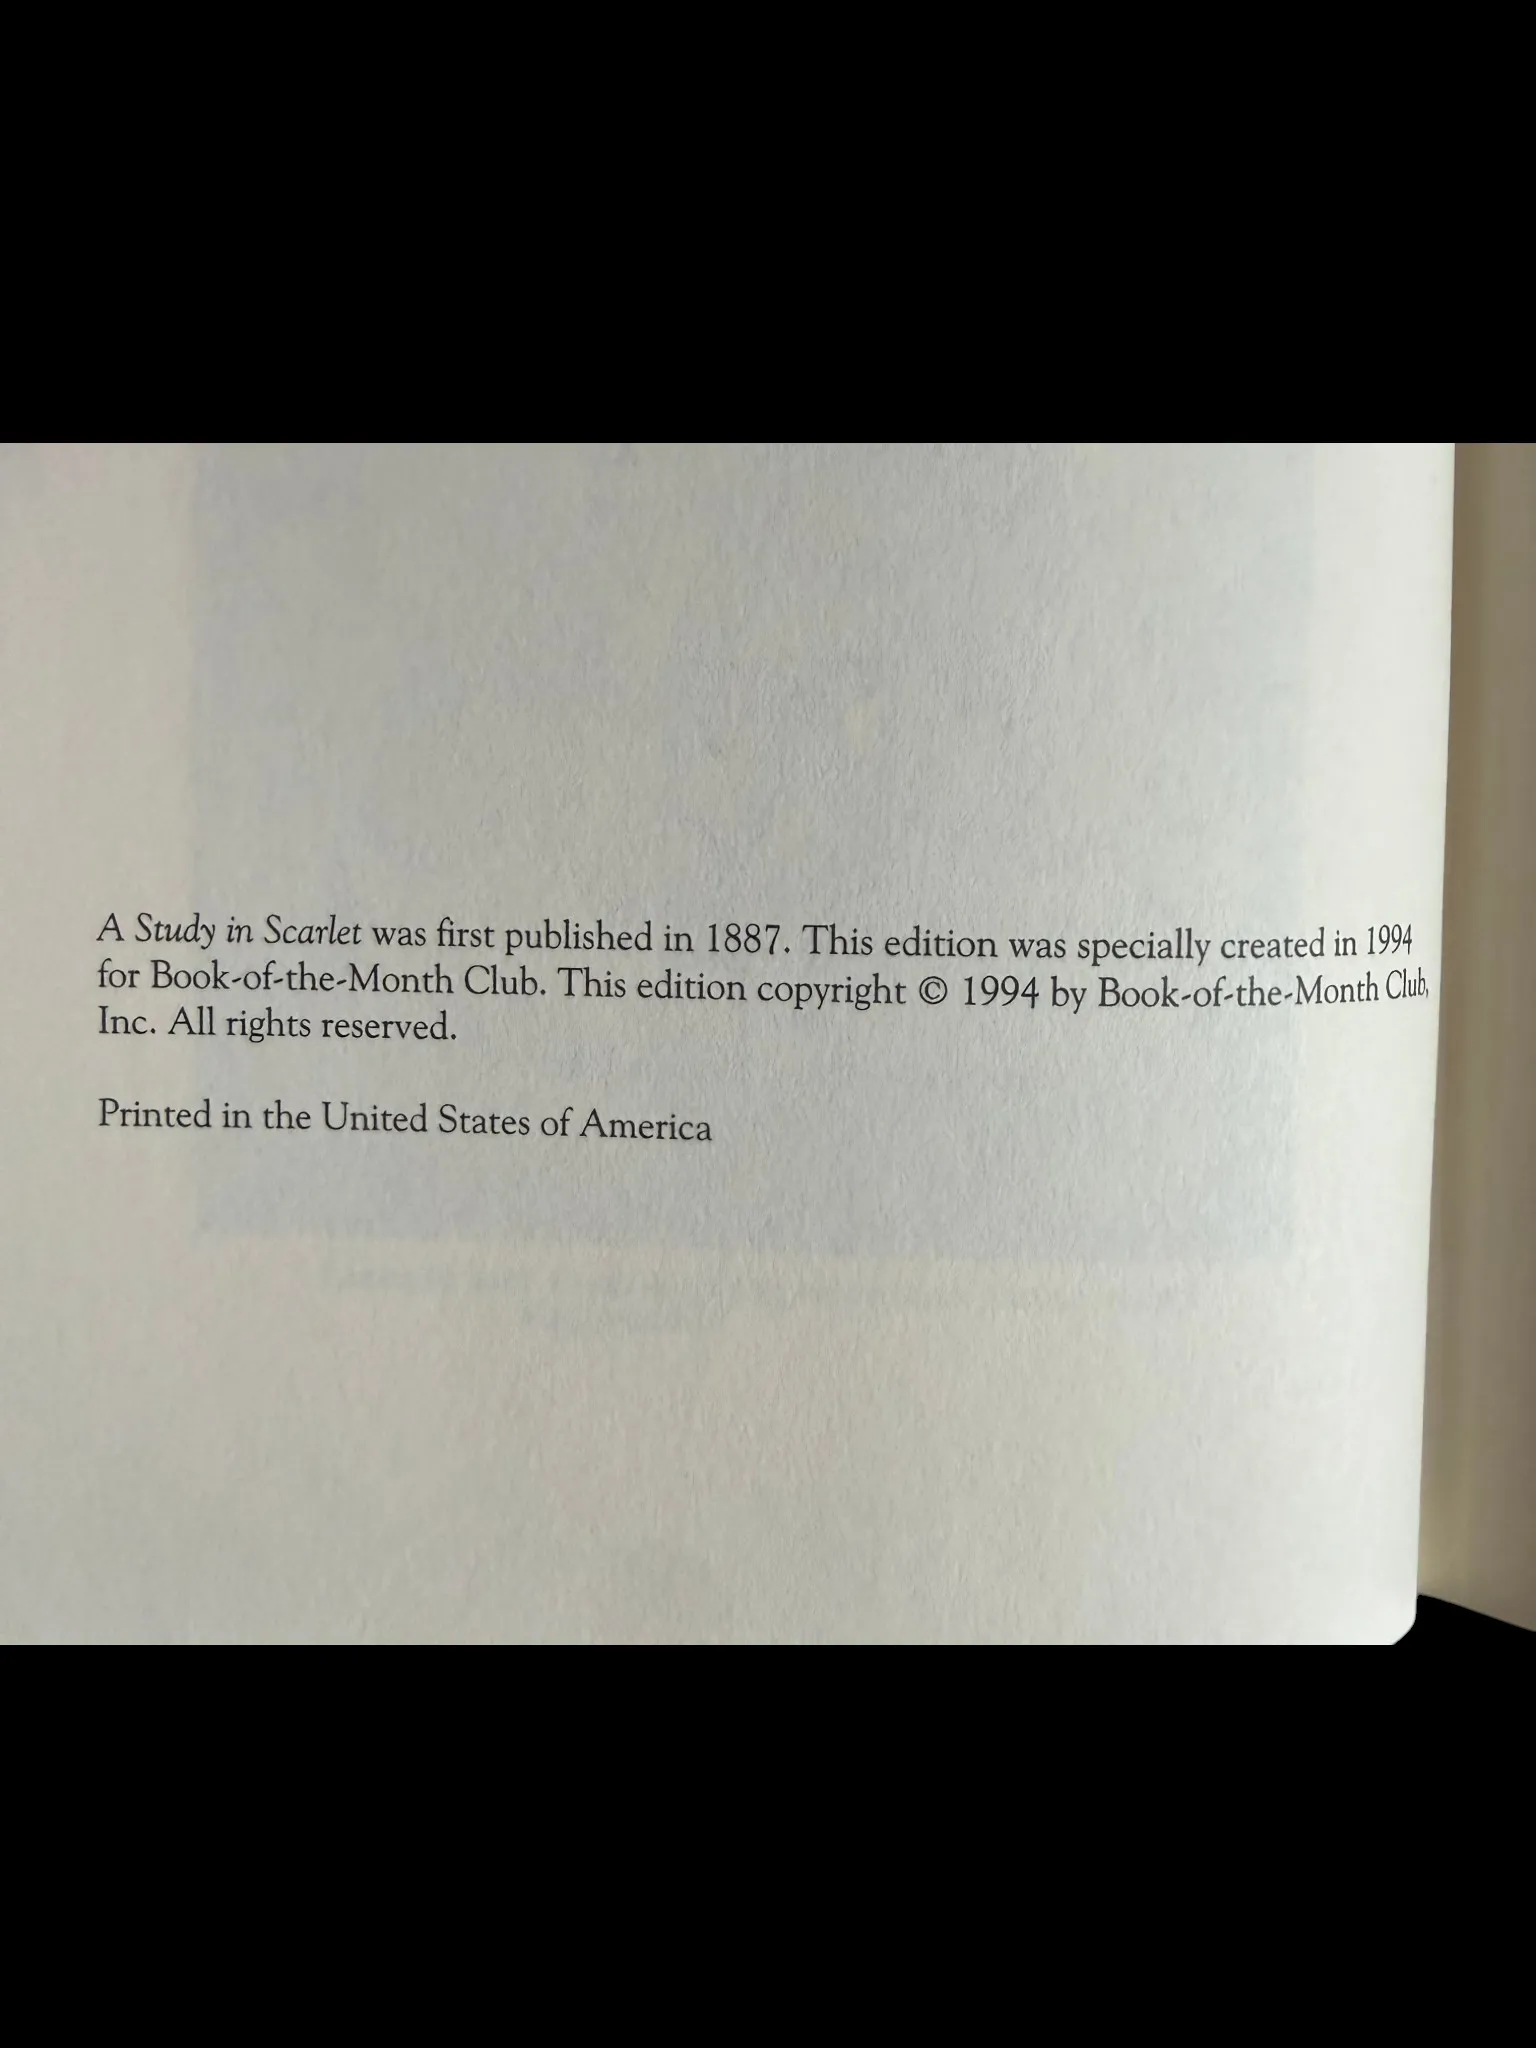 A Study in Scarlet was first published in 1887. This edition was specially created in 1994
for Book-of-the-Month Club. This edition copyright © 1994 by Book-of-the-Month Club,
Inc. All rights reserved.
Printed in the United States of America